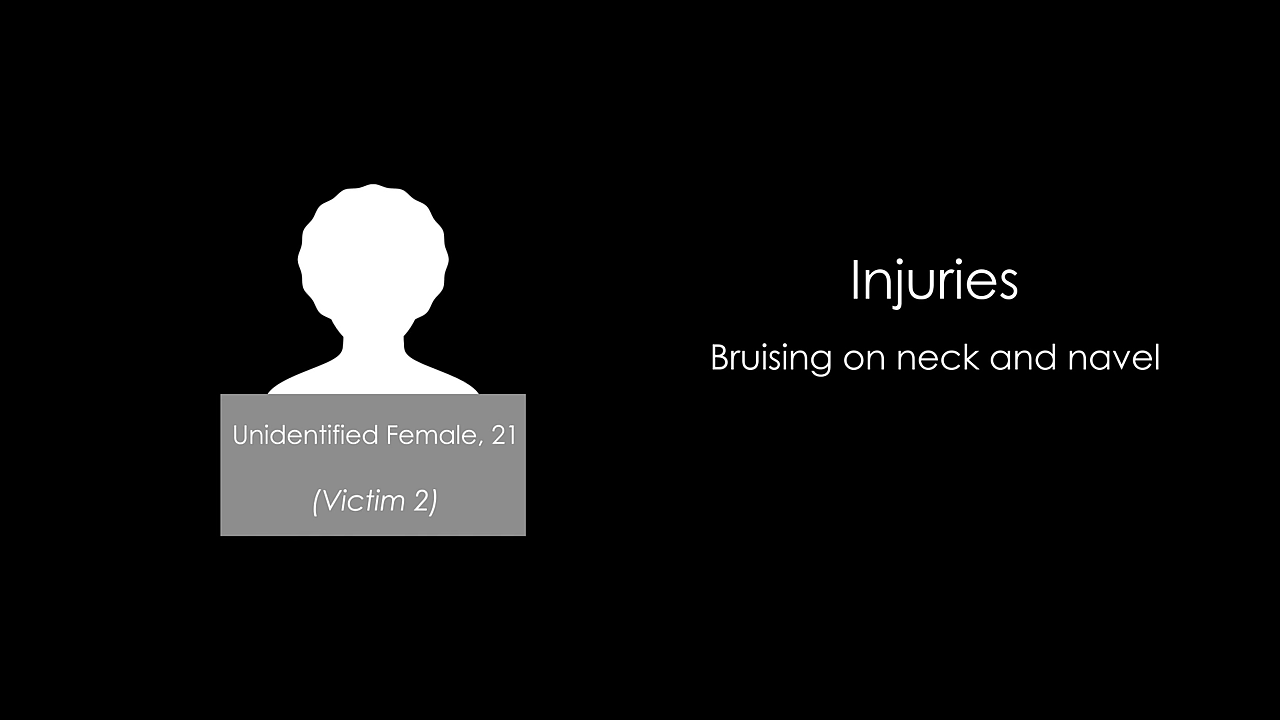 Unidentified Female, 21
(Victim 2)
Injuries
Bruising on neck and navel